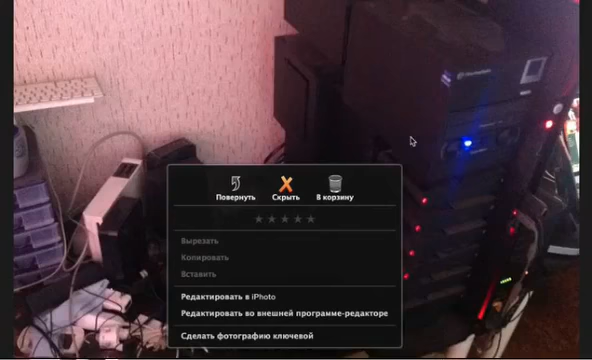 Повернуть Скрыть В корзину
Вырезать
Копировать
Вставить
Редактировать в iPhoto
Редактировать во внешней программе-редакторе
Сделать фотографию ключевой